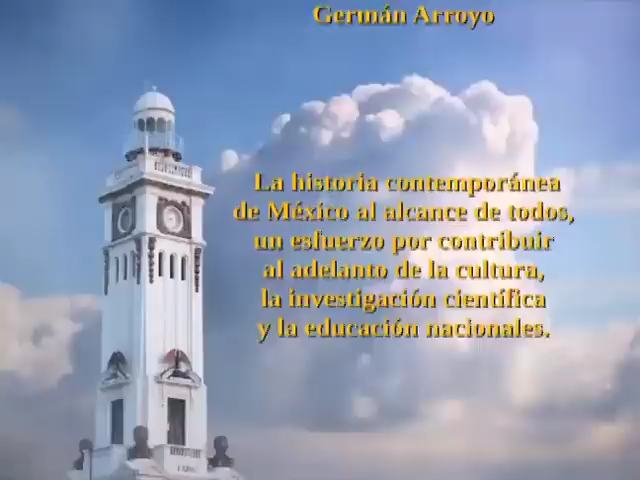 Germán Arroyo
La historia contemporánea
de México al alcance de todos,
un esfuerzo por contribuir
al adelanto de la cultura,
la investigación científica
y la educación nacionales.